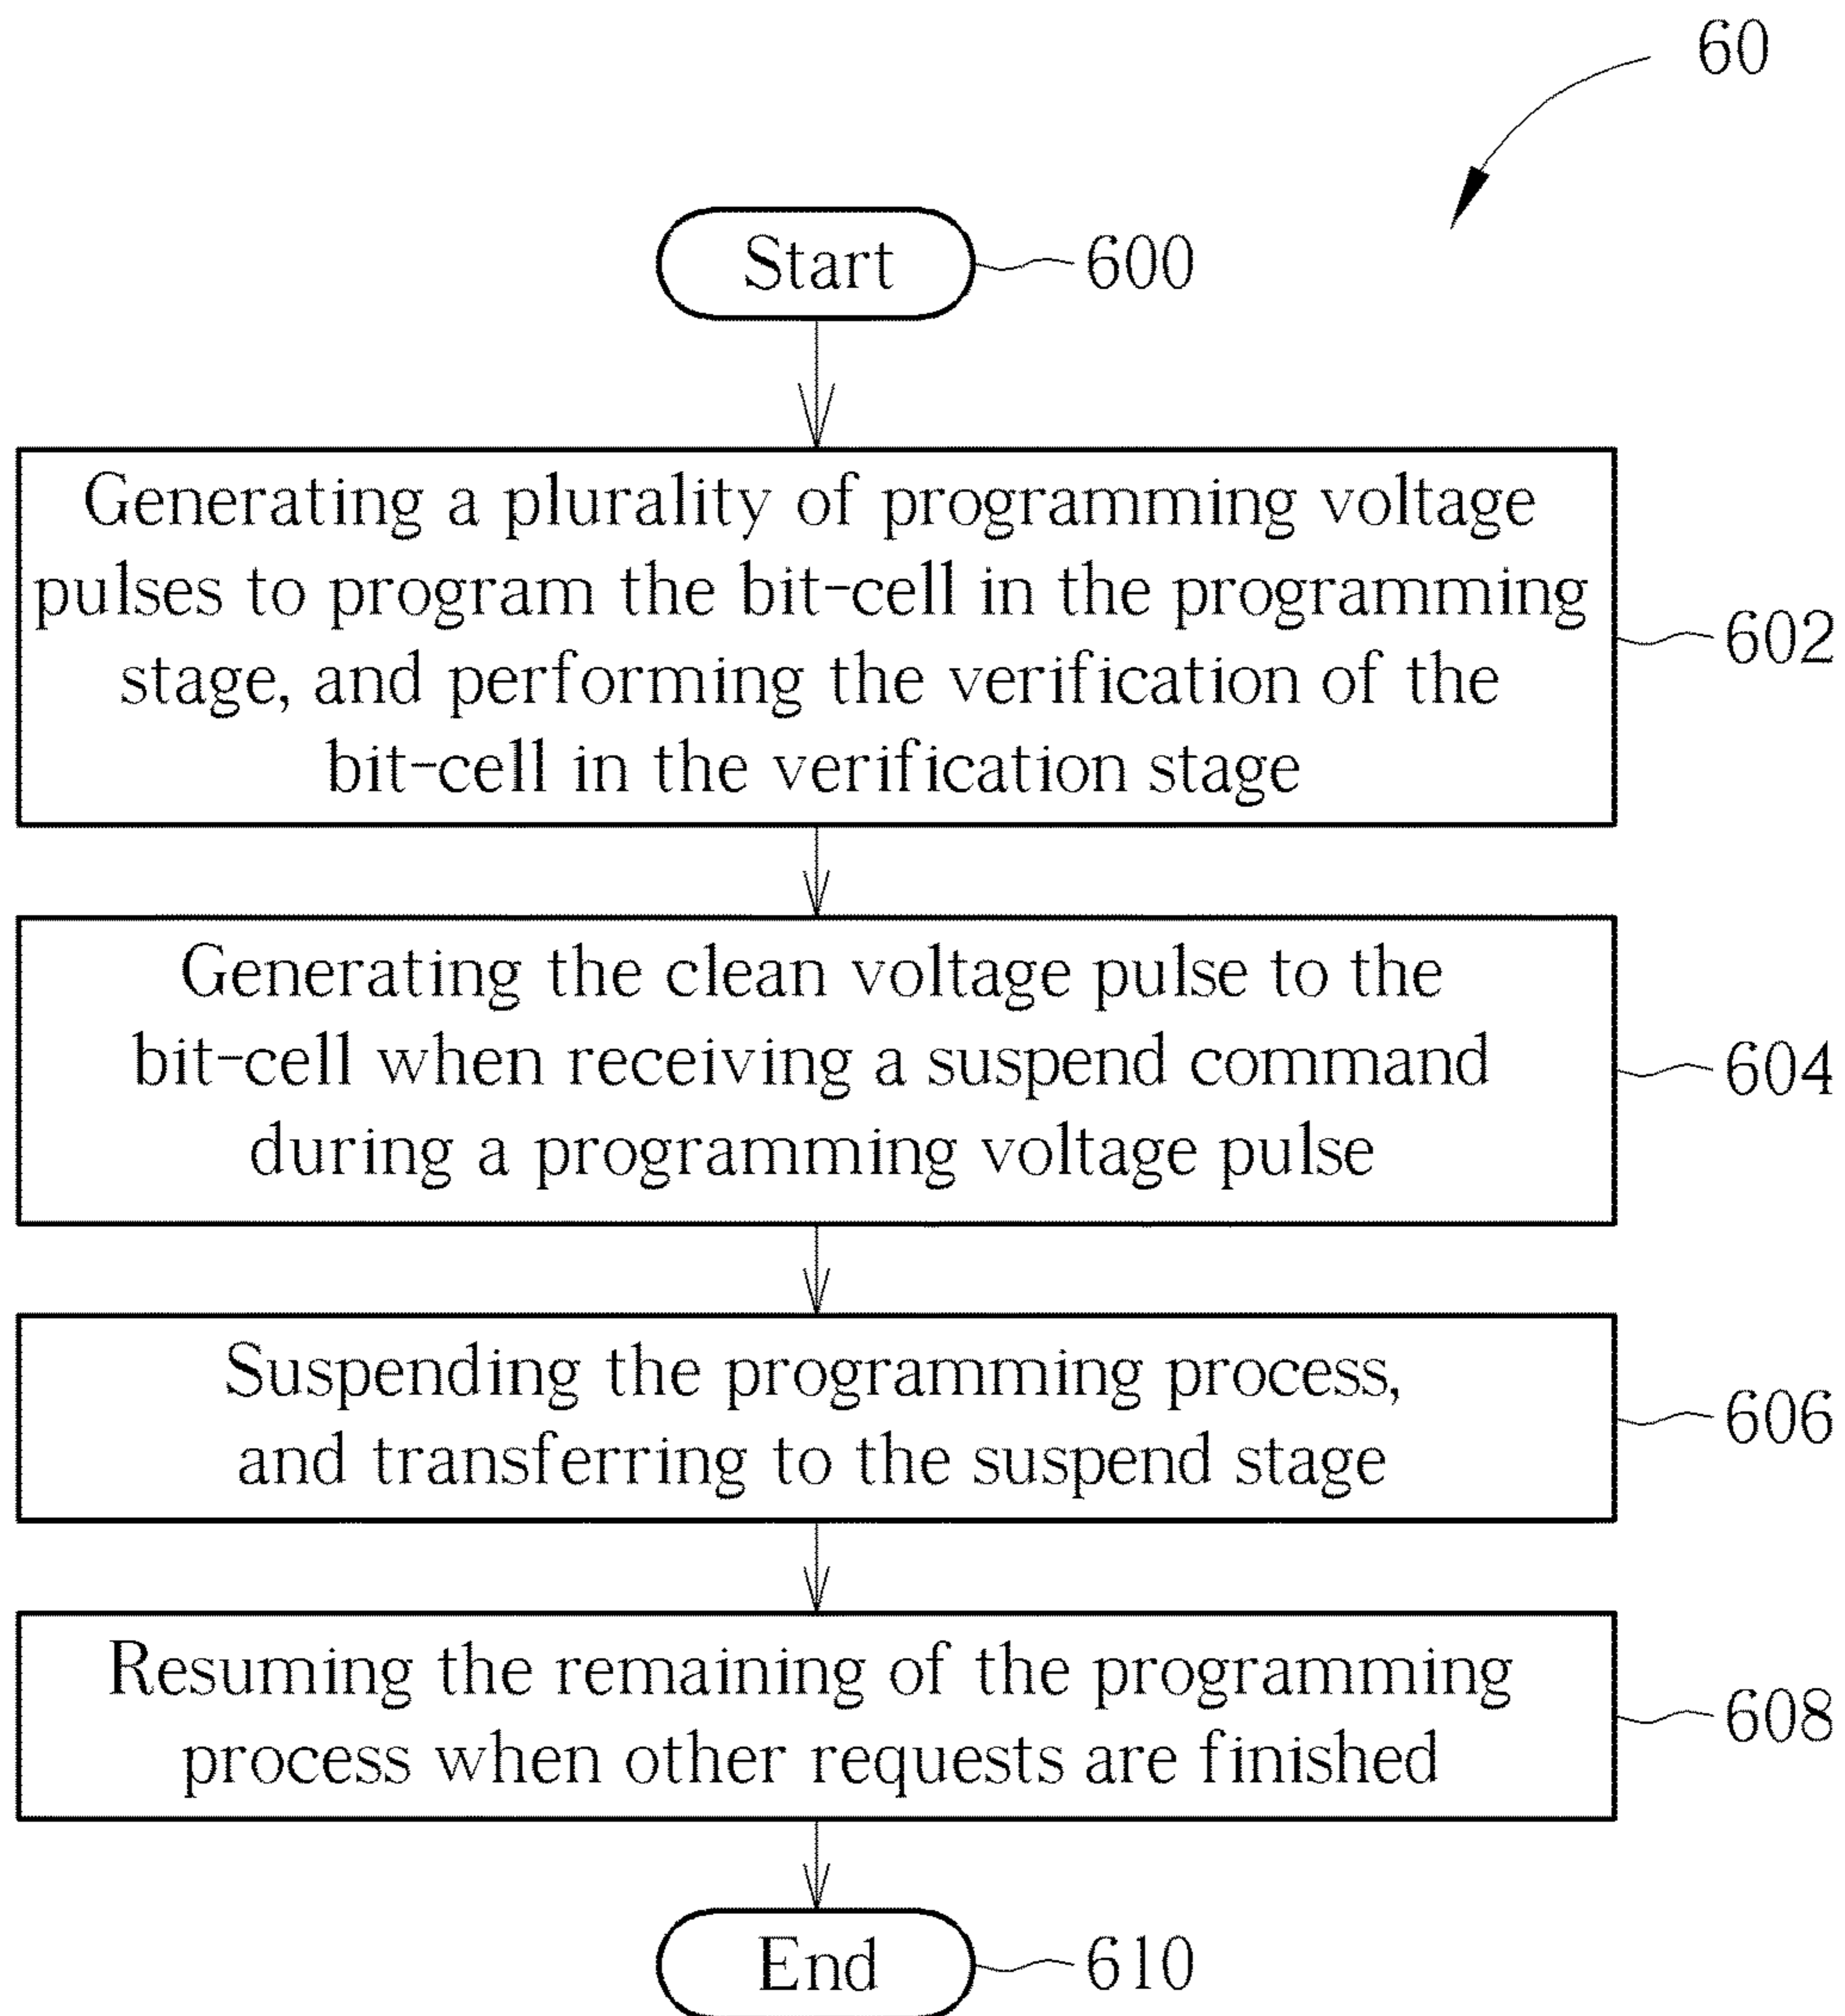 60
Start
600
Generating a plurality of programming voltage
pulses to program the bit-cell in the programming
stage, and performing the verification of the
bit-cell in the verification stage
602
Generating the clean voltage pulse to the
bit-cell when receiving a suspend command
during a programming voltage pulse
604
Suspending the programming process,
and transferring to the suspend stage
606
Resuming the remaining of the programming
process when other requests are finished
608
End
610